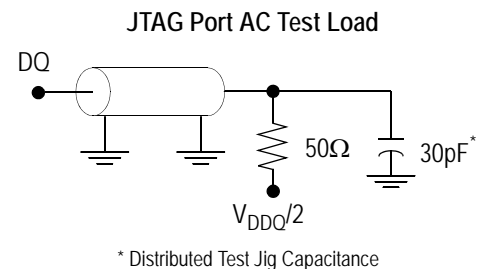 JTAG Port AC Test Load
DQ
50Ω
30pF*
VDDQ/2
* Distributed Test Jig Capacitance